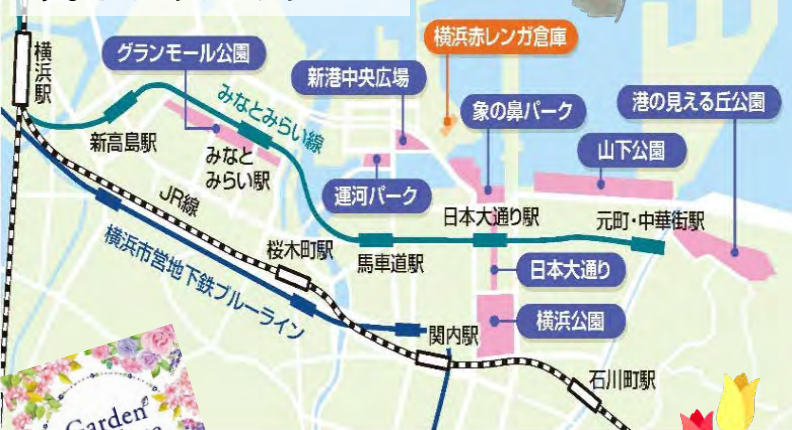 横浜駅
グランモール公園
新高島駅
みなとみらい線
みなと
みらい駅
新港中央広場
横浜赤レンガ倉庫
象の鼻パーク
港の見える丘公園
山下公園
運河パーク
JR線
横浜市営地下鉄ブルーライン
桜木町駅
馬車道駅
日本大通り駅
元町・中華街駅
日本大通り
横浜公園
関内駅
石川町駅
Garden